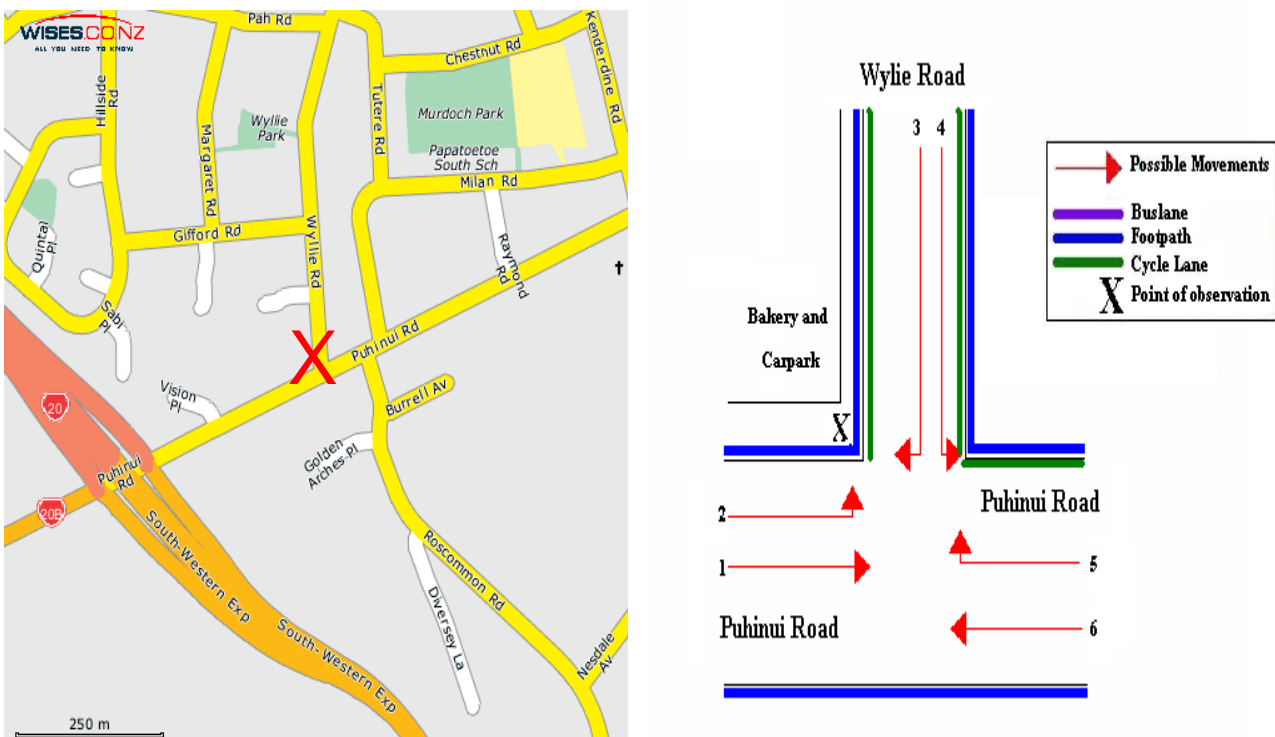 WISES.CO.NZ
ALL YOU NEED TO KNOW
Pah Rd
Chestnut Rd
Kenderdine Rd
Hillside
Rd
Tutere Rd
Murdoch Park
Wyllie
Park
Margaret Rd
Papatoetoe
South Sch
Milan Rd
Quintal
Pl
Gifford Rd
Wyllie Rd
Raymond
Rd
Sabi
Pl
Puhinui Rd
X
Vision
Pl
Burrell Av
20
Golden
Arches Pl
Puhinui
Rd
20B
South-Western Exp
Roscommon Rd
Diversey La
South-Western Exp
Nesdale
Av
250 m
Wylie Road
3 4
Possible Movements
Buslane
Footpath
Cycle Lane
X Point of observation
Bakery and
Carpark
X
Puhinui Road
2
1
5
Puhinui Road
6